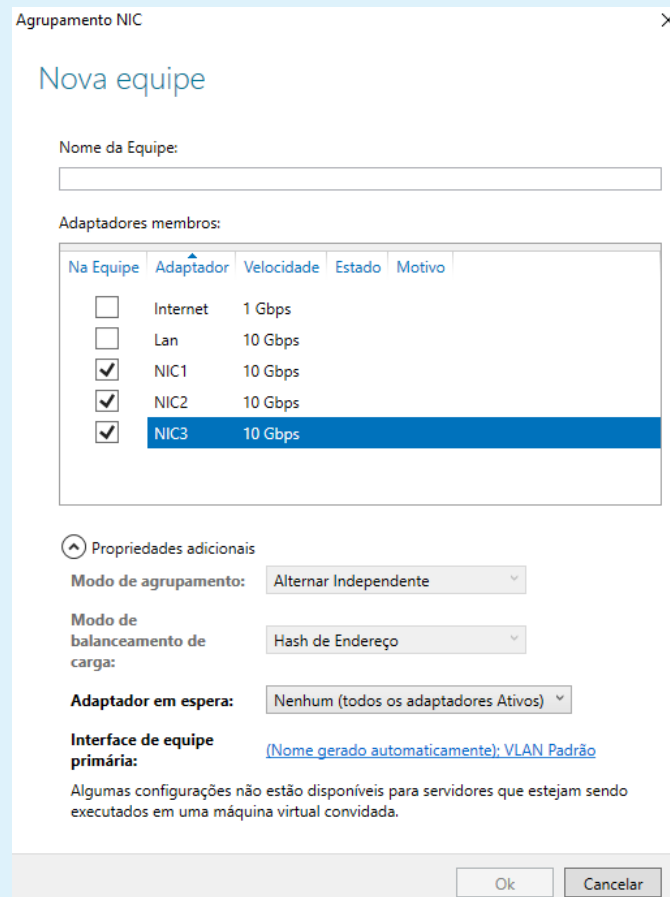 Agrupamento NIC
Nova equipe
Nome da Equipe:
Adaptadores membros:
Na Equipe Adaptador Velocidade Estado Motivo
Internet 1 Gbps
Lan 10 Gbps
NIC1 10 Gbps
NIC2 10 Gbps
NIC3 10 Gbps
Propriedades adicionais
Modo de agrupamento: Alternar Independente
Modo de
balanceamento de
carga:
Hash de Endereço
Adaptador em espera: Nenhum (todos os adaptadores Ativos)
Interface de equipe
primária:
(Nome gerado automaticamente); VLAN Padrão
Algumas configurações não estão disponíveis para servidores que estejam sendo
executados em uma máquina virtual convidada.
Ok Cancelar